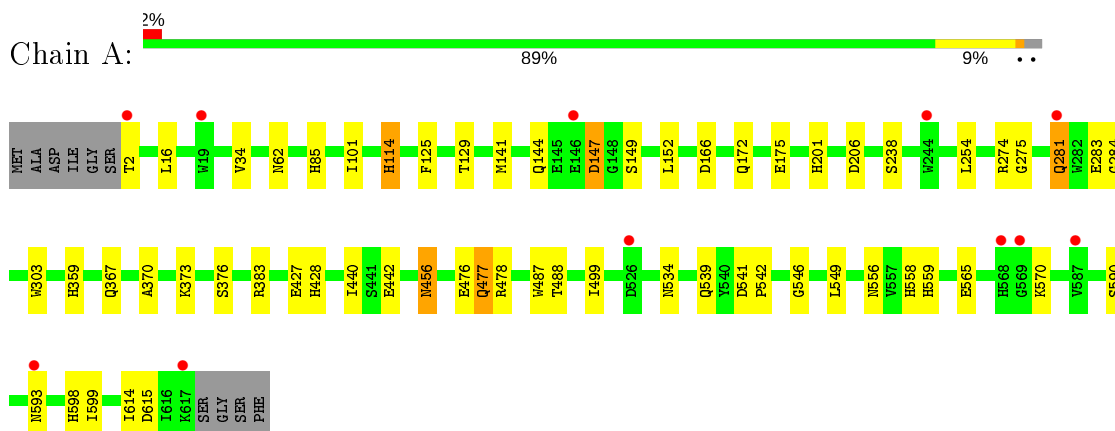 2%
Chain A:
89%
9%
MET ALA ASP ILE GLY SER T2 L16 W19 V34 N62 H85 I101 H114 F125 T129 M141 Q144 E145 E146 D147 G148 S149 L152 D166 Q172 E175 H201 D206 S238 W244 L254 R274 G275 Q281 W282 E283 G284
W303 H359 Q367 A370 K373 S376 R383 E427 H428 I440 S441 E442 N456 E476 Q477 R478 W487 T488 I499 D526 N534 Q539 Y540 D541 P542 G546 L549 N556 V557 H558 H559 E565 H568 G569 K570 V587
N593 H598 I599 I614 D615 I616 K617 SER GLY SER PHE